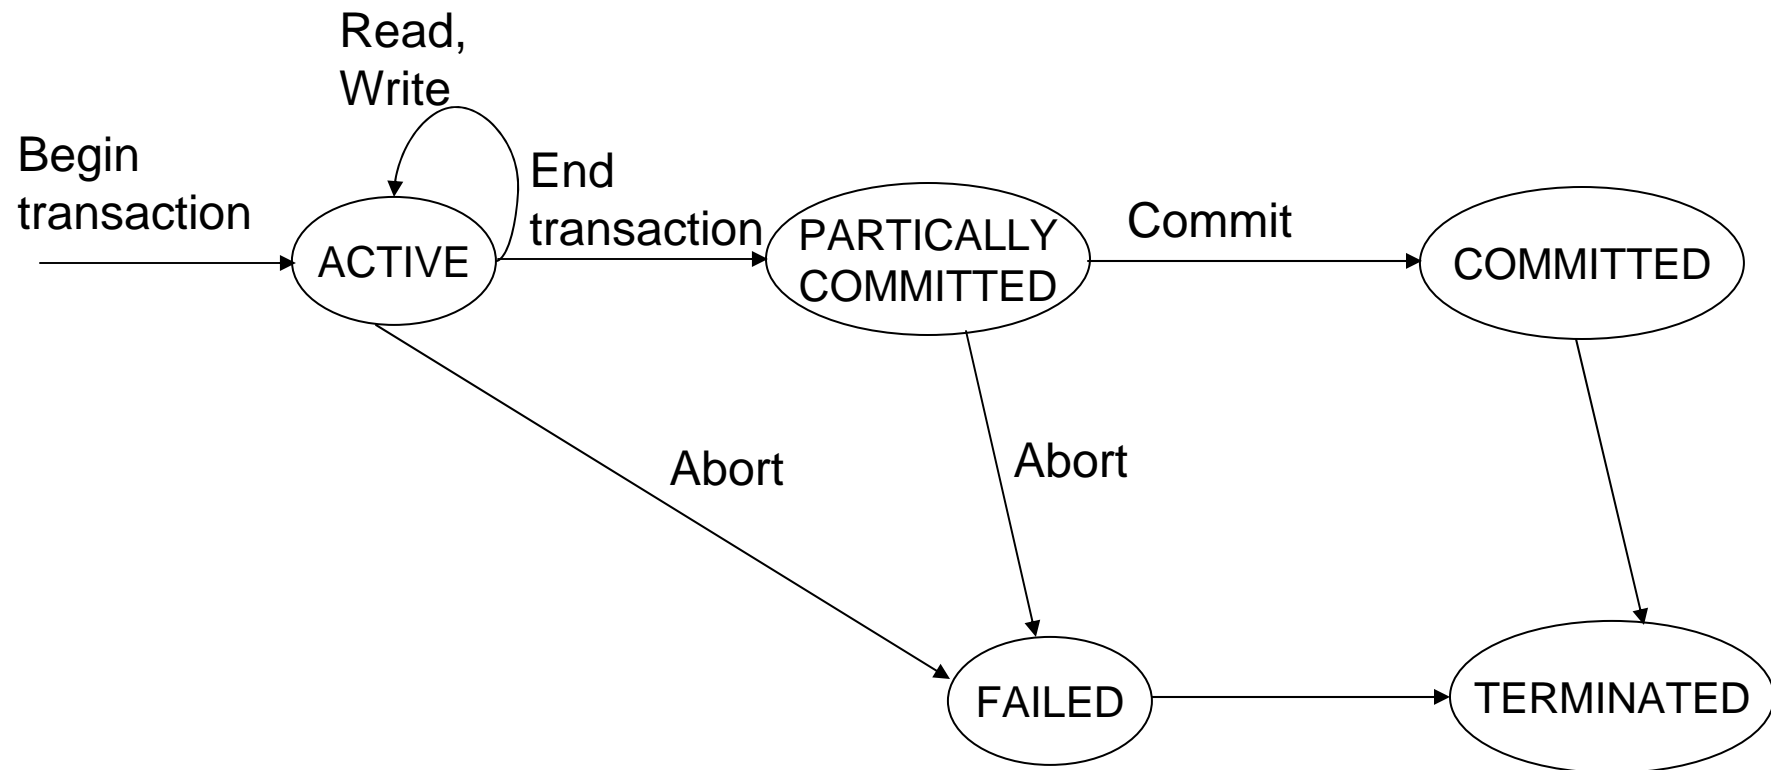 Read,
Write
Begin
transaction
End
transaction
ACTIVE
PARTICALLY
COMMITTED
Commit
COMMITTED
Abort
Abort
FAILED
TERMINATED